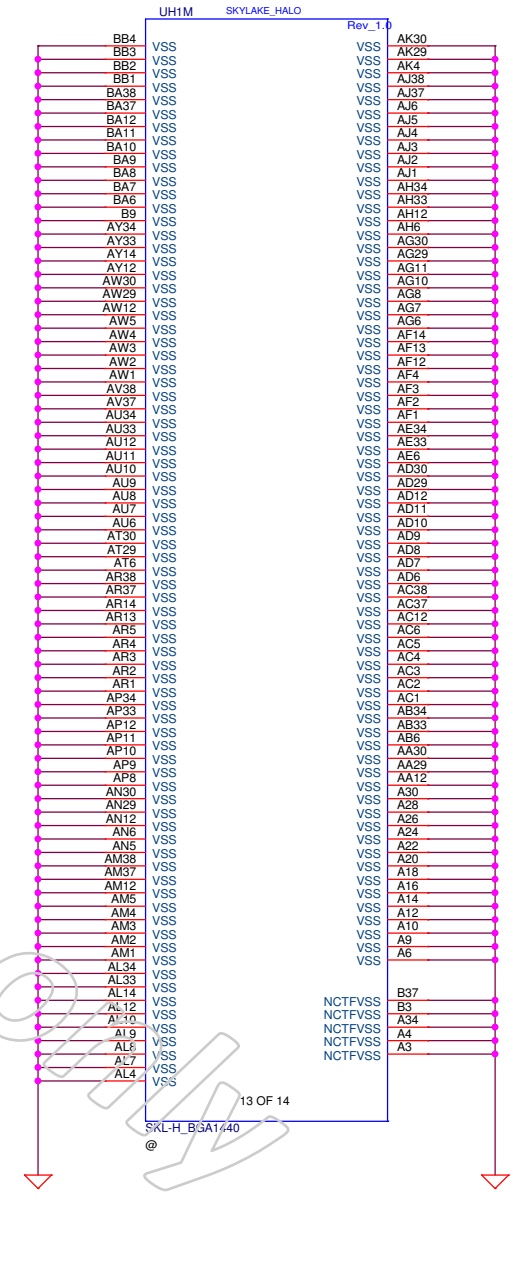 UH1M SKYLAKE_HALO
Rev_1.0
BB4 VSS VSS AK30
BB3 VSS VSS AK29
BB2 VSS VSS AK4
BB1 VSS VSS AJ38
BA38 VSS VSS AJ37
BA37 VSS VSS AJ6
BA12 VSS VSS AJ5
BA11 VSS VSS AJ4
BA10 VSS VSS AJ3
BA9 VSS VSS AJ2
BA8 VSS VSS AJ1
BA7 VSS VSS AH34
BA6 VSS VSS AH33
B9 VSS VSS AH12
AY34 VSS VSS AH6
AY33 VSS VSS AG30
AY14 VSS VSS AG29
AY12 VSS VSS AG11
AW30 VSS VSS AG10
AW29 VSS VSS AG8
AW12 VSS VSS AG7
AW5 VSS VSS AG6
AW4 VSS VSS AF14
AW3 VSS VSS AF13
AW2 VSS VSS AF12
AW1 VSS VSS AF4
AV38 VSS VSS AF3
AV37 VSS VSS AF2
AU34 VSS VSS AF1
AU33 VSS VSS AE34
AU12 VSS VSS AE33
AU11 VSS VSS AE6
AU10 VSS VSS AD30
AU9 VSS VSS AD29
AU8 VSS VSS AD12
AU7 VSS VSS AD11
AU6 VSS VSS AD10
AT30 VSS VSS AD9
AT29 VSS VSS AD8
AT6 VSS VSS AD7
AR38 VSS VSS AD6
AR37 VSS VSS AC38
AR14 VSS VSS AC37
AR13 VSS VSS AC12
AR5 VSS VSS AC6
AR4 VSS VSS AC5
AR3 VSS VSS AC4
AR2 VSS VSS AC3
AR1 VSS VSS AC2
AP34 VSS VSS AC1
AP33 VSS VSS AB34
AP12 VSS VSS AB33
AP11 VSS VSS AB6
AP10 VSS VSS AA30
AP9 VSS VSS AA29
AP8 VSS VSS AA12
AN30 VSS VSS A30
AN29 VSS VSS A28
AN12 VSS VSS A26
AN6 VSS VSS A24
AN5 VSS VSS A22
AM38 VSS VSS A20
AM37 VSS VSS A18
AM12 VSS VSS A16
AM5 VSS VSS A14
AM4 VSS VSS A12
AM3 VSS VSS A10
AM2 VSS VSS A9
AM1 VSS VSS A6
AL34 VSS
AL33 VSS
AL14 VSS NCTFVSS B37
AL12 VSS NCTFVSS B3
AK10 VSS NCTFVSS A34
AL9 VSS NCTFVSS A4
AL8 VSS NCTFVSS A3
AL7 VSS
AL4 VSS
13 OF 14
SKL-H_BGA1440
@
only